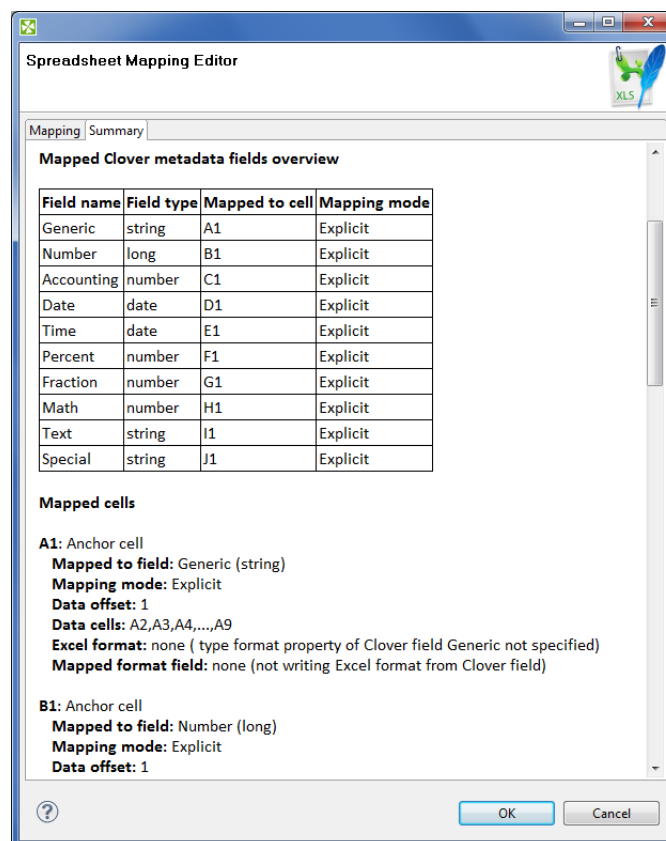 Spreadsheet Mapping Editor
XLS
Mapping Summary
Mapped Clover metadata fields overview
Field name Field type Mapped to cell Mapping mode
Generic string A1 Explicit
Number long B1 Explicit
Accounting number C1 Explicit
Date date D1 Explicit
Time date E1 Explicit
Percent number F1 Explicit
Fraction number G1 Explicit
Math number H1 Explicit
Text string I1 Explicit
Special string J1 Explicit
Mapped cells
A1: Anchor cell
Mapped to field: Generic (string)
Mapping mode: Explicit
Data offset: 1
Data cells: A2,A3,A4,...,A9
Excel format: none ( type format property of Clover field Generic not specified)
Mapped format field: none (not writing Excel format from Clover field)
B1: Anchor cell
Mapped to field: Number (long)
Mapping mode: Explicit
Data offset: 1
? OK Cancel